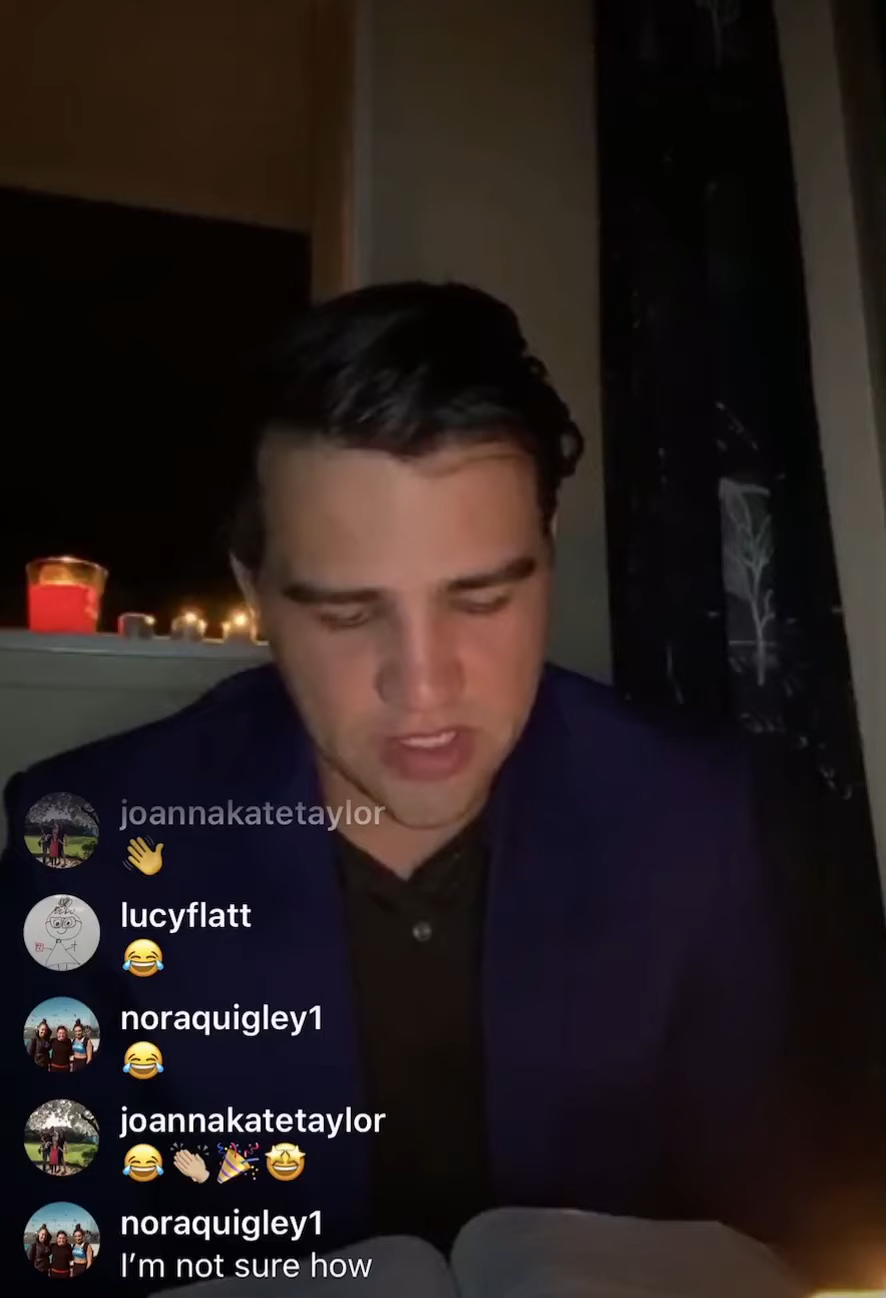 joannakatetaylor
👋
lucyflatt
😂
noraquigley1
😂
joannakatetaylor
😂👏🏼🎉🤩
noraquigley1
I’m not sure how